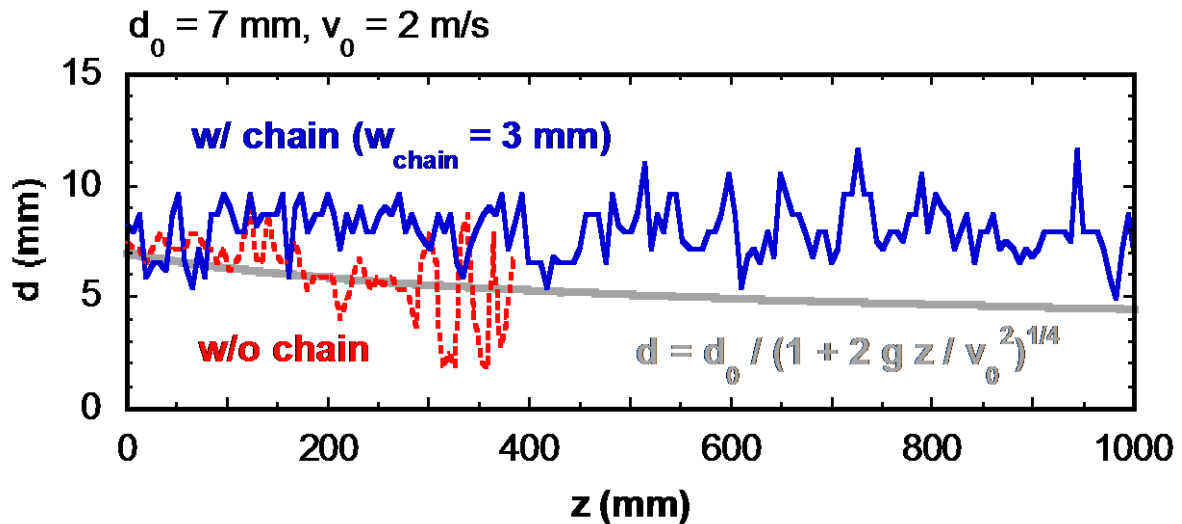 d₀ = 7 mm, v₀ = 2 m/s
15
w/ chain (w_chain = 3 mm)
10
d (mm)
5
w/o chain
d = d₀ / (1 + 2 g z / v₀²)^1/4
0
0 200 400 600 800 1000
z (mm)